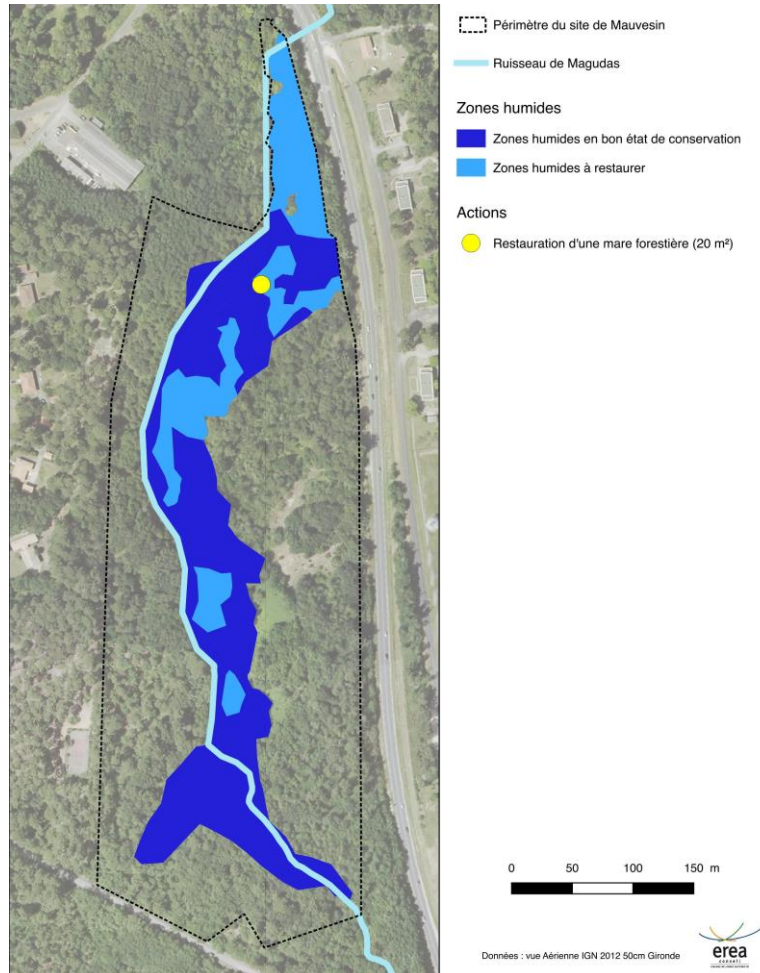 Périmètre du site de Mauvesin
Ruisseau de Magudas
Zones humides
Zones humides en bon état de conservation
Zones humides à restaurer
Actions
Restauration d'une mare forestière (20 m²)
0 50 100 150 m
Données : vue Aérienne IGN 2012 50cm Gironde
erea
conseil